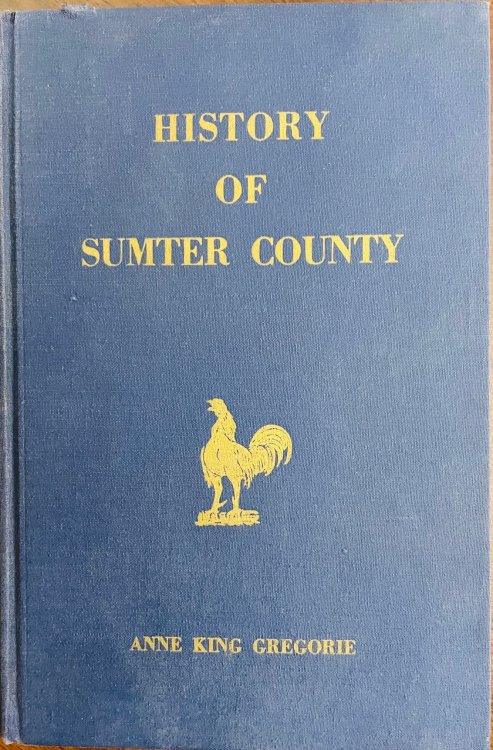 HISTORY
OF
SUMTER COUNTY
ANNE KING GREGORIE